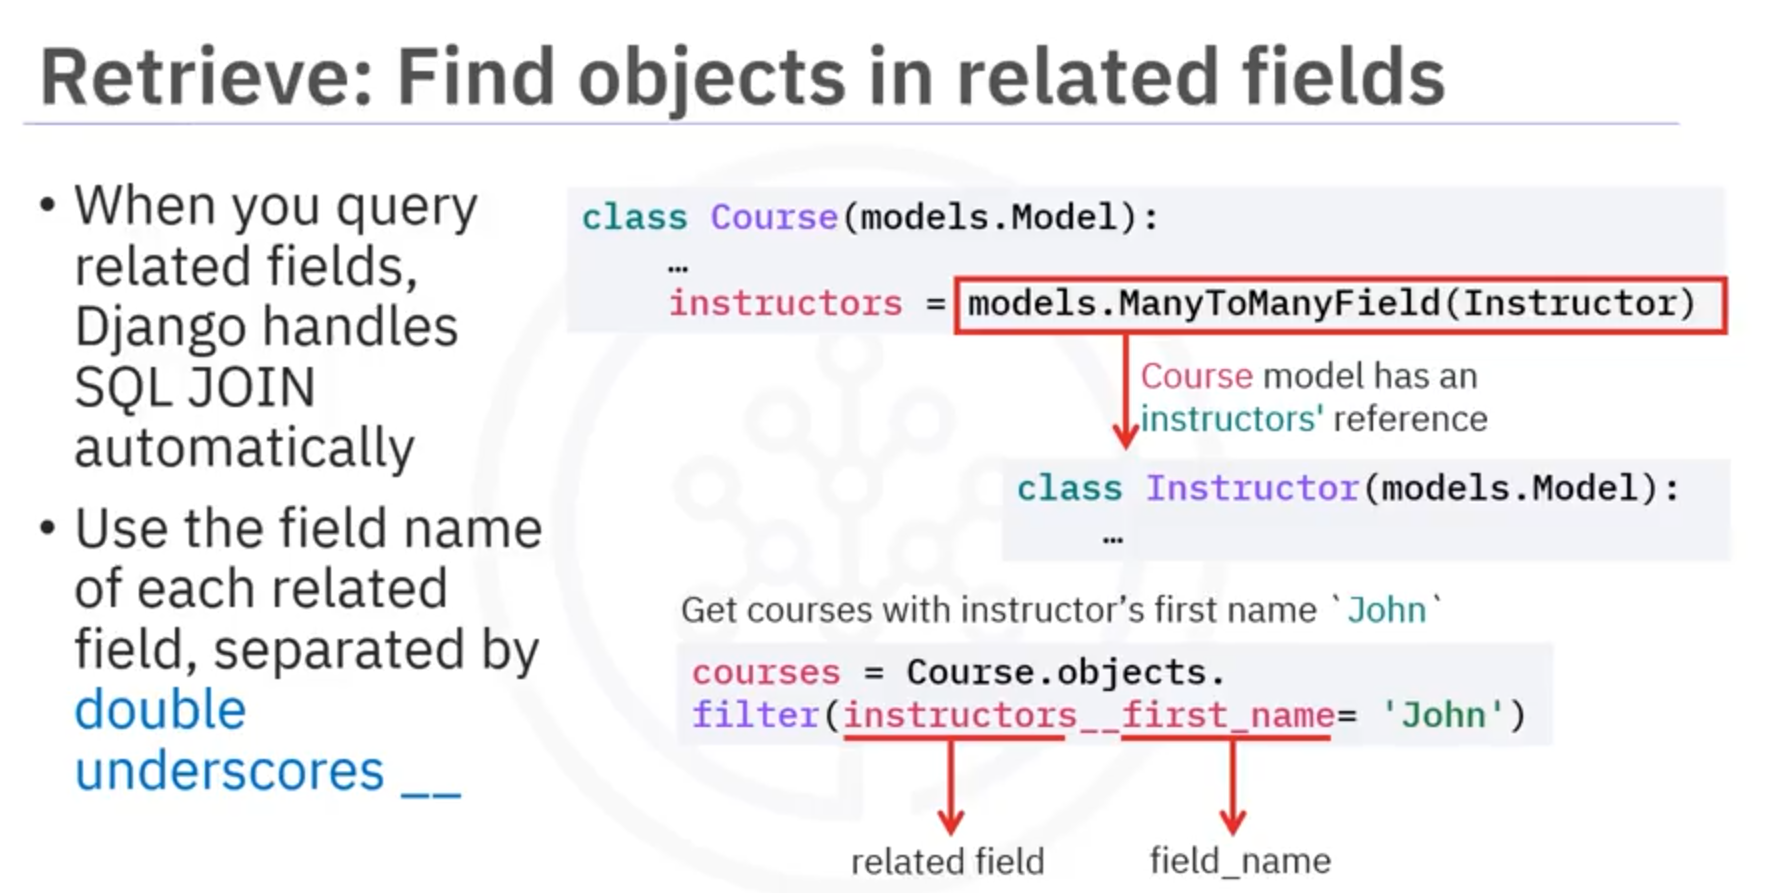 Retrieve: Find objects in related fields
• When you query
related fields,
Django handles
SQL JOIN
automatically
• Use the field name
of each related
field, separated by
double
underscores __
class Course(models.Model):
…
instructors = models.ManyToManyField(Instructor)
Course model has an
instructors' reference
class Instructor(models.Model):
…
Get courses with instructor’s first name `John`
courses = Course.objects.
filter(instructors__first_name= 'John')
related field
field_name